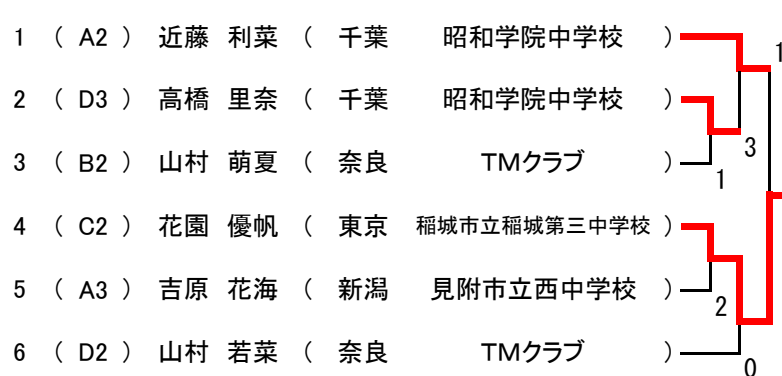 1 ( A2 ) 近藤 利菜 ( 千葉 昭和学院中学校 ) 1
2 ( D3 ) 高橋 里奈 ( 千葉 昭和学院中学校 )
3 ( B2 ) 山村 萌夏 ( 奈良 TMクラブ ) 1 3
4 ( C2 ) 花園 優帆 ( 東京 稲城市立稲城第三中学校 )
5 ( A3 ) 吉原 花海 ( 新潟 見附市立西中学校 ) 2
6 ( D2 ) 山村 若菜 ( 奈良 TMクラブ ) 0